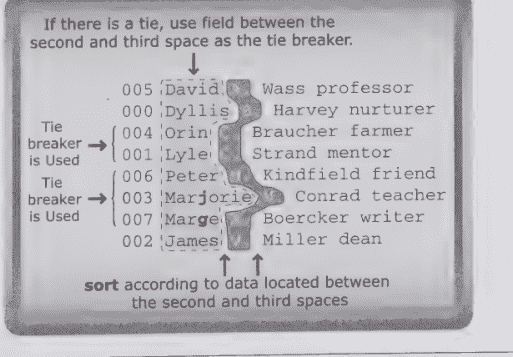 If there is a tie, use field between the
second and third space as the tie breaker.
005 David Wass professor
000 Dyllis Harvey nurturer
Tie
breaker
is Used
004 Orin Braucher farmer
001 Lyle Strand mentor
Tie
breaker
is Used
006 Peter Kindfield friend
003 Marjorie Conrad teacher
007 Marge Boercker writer
002 James Miller dean
sort according to data located between
the second and third spaces